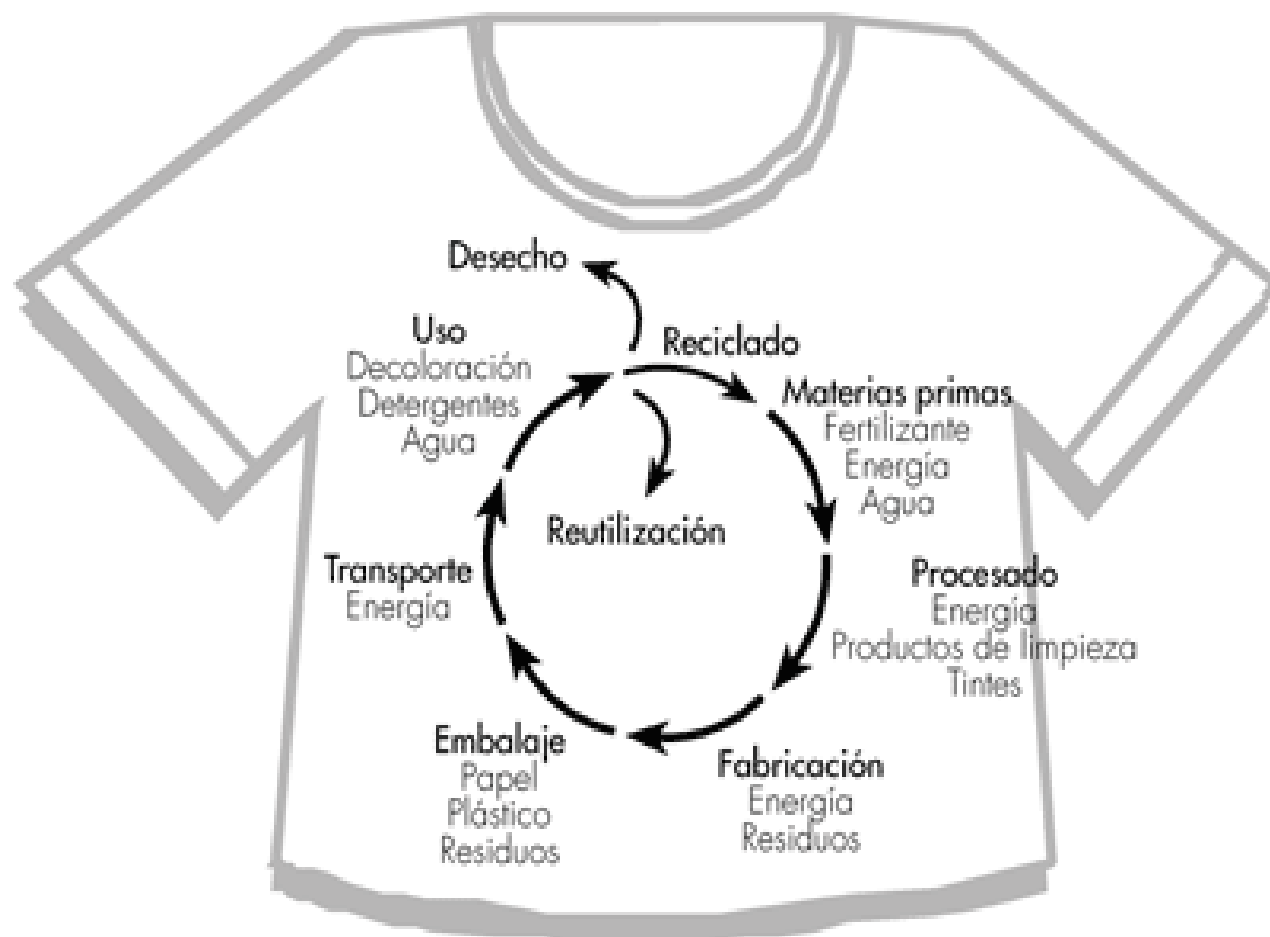 Desecho
Reciclado
Materias primas
Fertilizante
Energía
Agua
Procesado
Energía
Productos de limpieza
Tintes
Fabricación
Energía
Residuos
Embalaje
Papel
Plástico
Residuos
Transporte
Energía
Uso
Decoloración
Detergentes
Agua
Reutilización